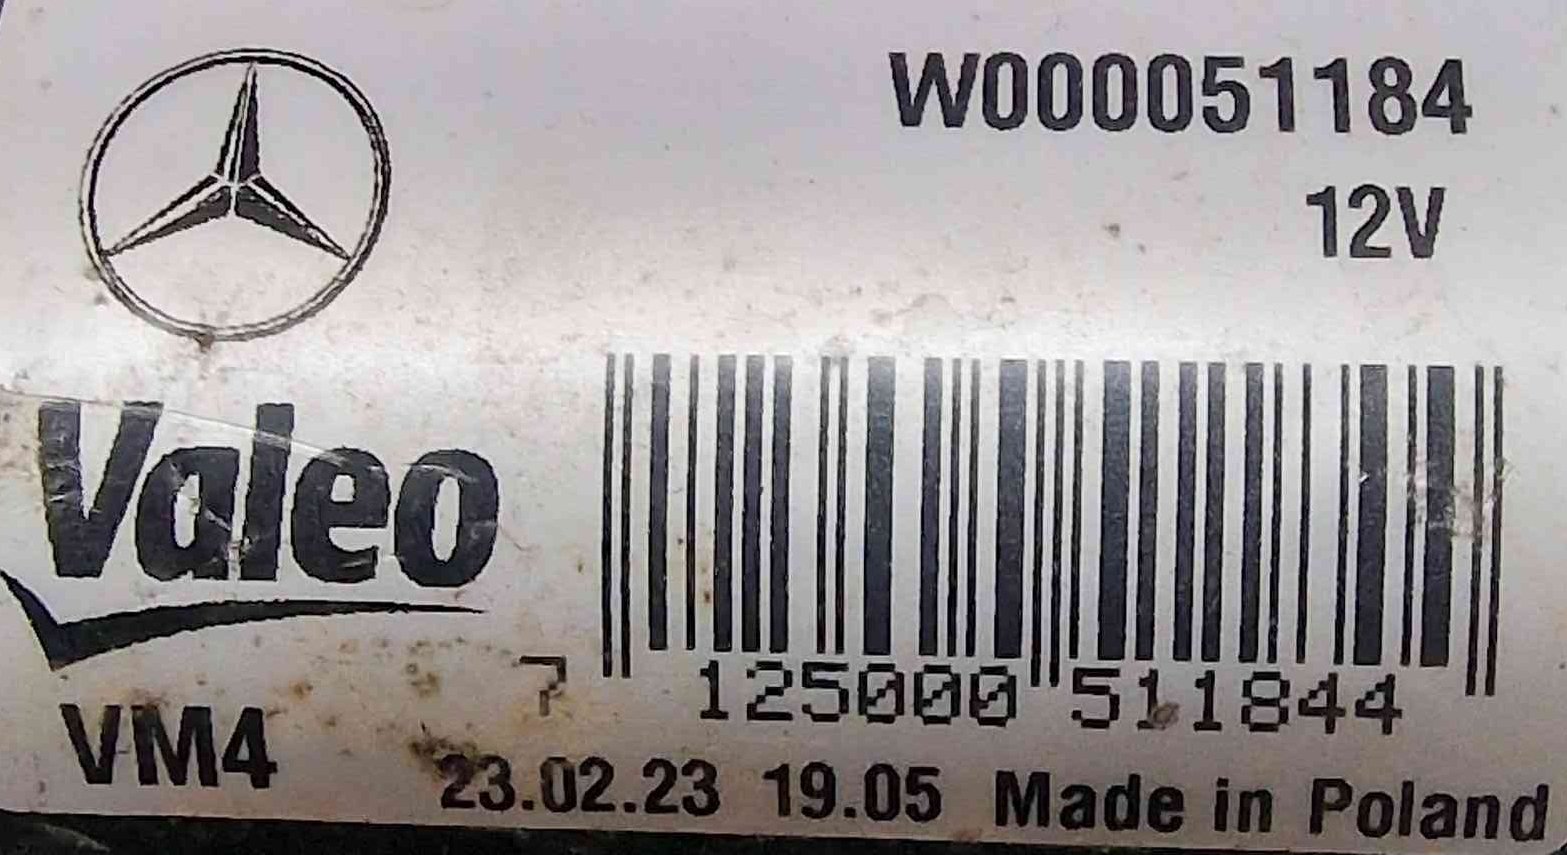 W000051184
12V
Valeo
7 125000 511844
VM4
23.02.23 19.05 Made in Poland